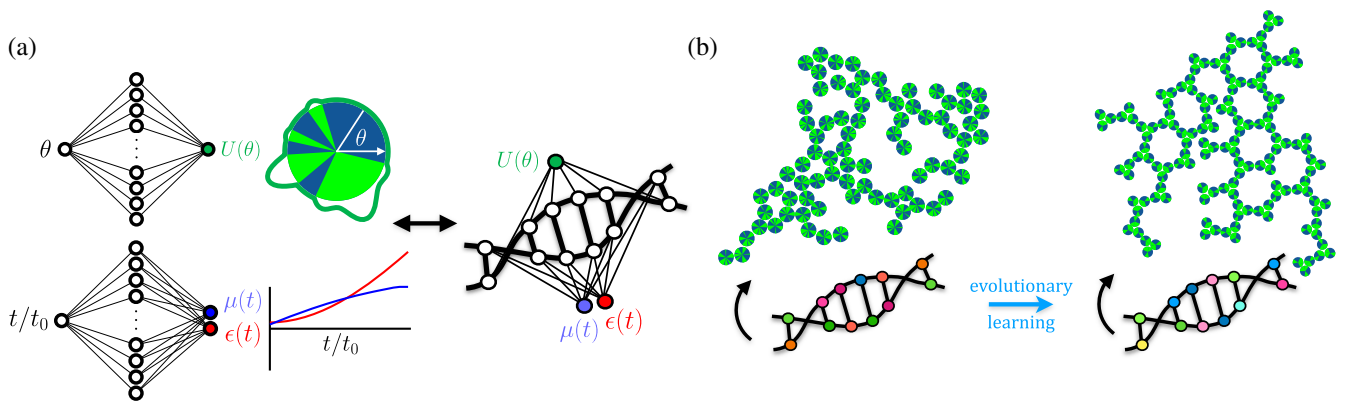 (a)
θ
U(θ)
θ
t/t₀
μ(t)
ϵ(t)
t/t₀
U(θ)
μ(t)
ϵ(t)
(b)
evolutionary
learning